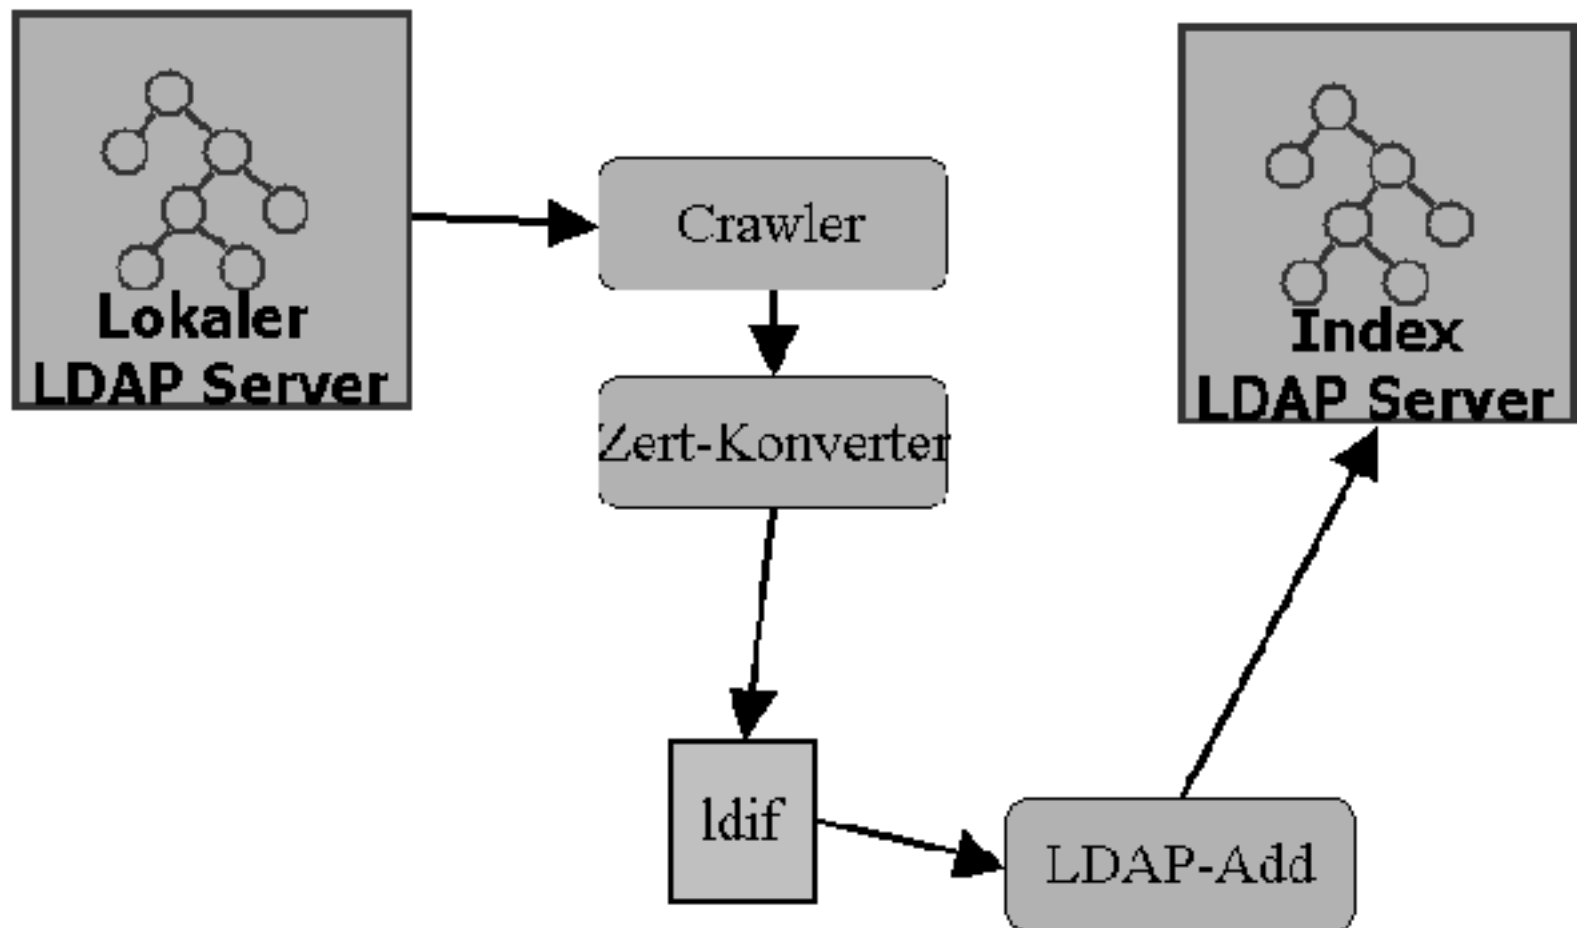 Lokaler
LDAP Server
Crawler
Zert-Konverter
ldif
LDAP-Add
Index
LDAP Server